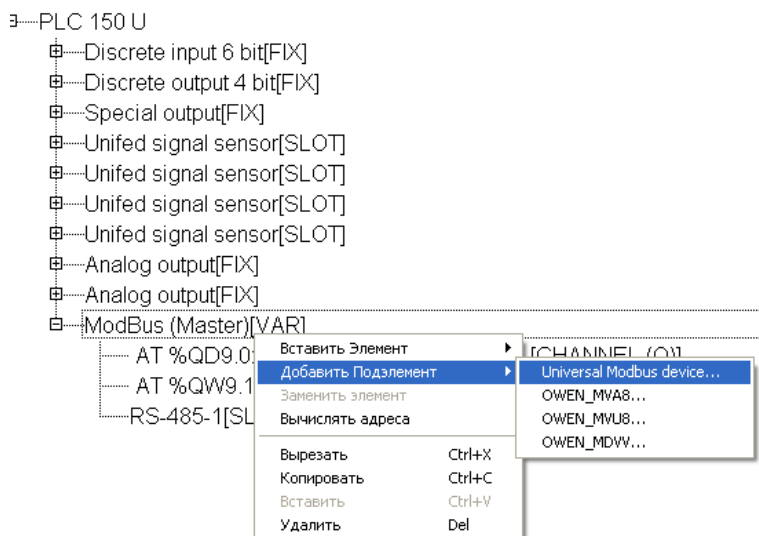 PLC 150 U
Discrete input 6 bit[FIX]
Discrete output 4 bit[FIX]
Special output[FIX]
Unifed signal sensor[SLOT]
Unifed signal sensor[SLOT]
Unifed signal sensor[SLOT]
Unifed signal sensor[SLOT]
Analog output[FIX]
Analog output[FIX]
ModBus (Master)[VAR]
AT %QD9.0: [CHANNEL (Q)]
AT %QW9.1
RS-485-1[SL
Вставить Элемент
Добавить Подэлемент
Заменить элемент
Вычислять адреса
Вырезать Ctrl+X
Копировать Ctrl+C
Вставить Ctrl+V
Удалить Del
Universal Modbus device...
OWEN_MVA8...
OWEN_MVU8...
OWEN_MDVV...